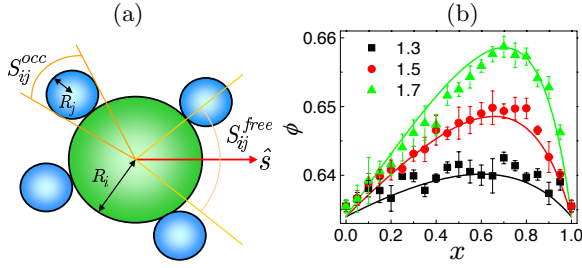 (a)
S_{ij}^{occ}
R_j
S_{ij}^{free}
ŝ
R_i
(b)
0.66
0.65
0.64
ϕ
1.3
1.5
1.7
0.0 0.2 0.4 0.6 0.8 1.0
x